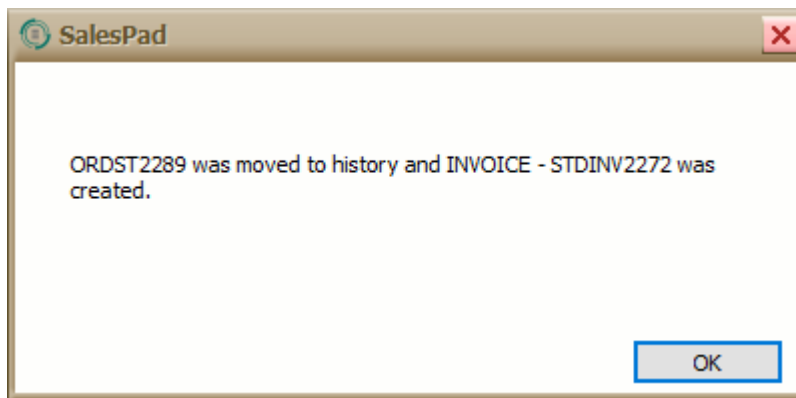 SalesPad
ORDST2289 was moved to history and INVOICE - STDINV2272 was
created.
OK